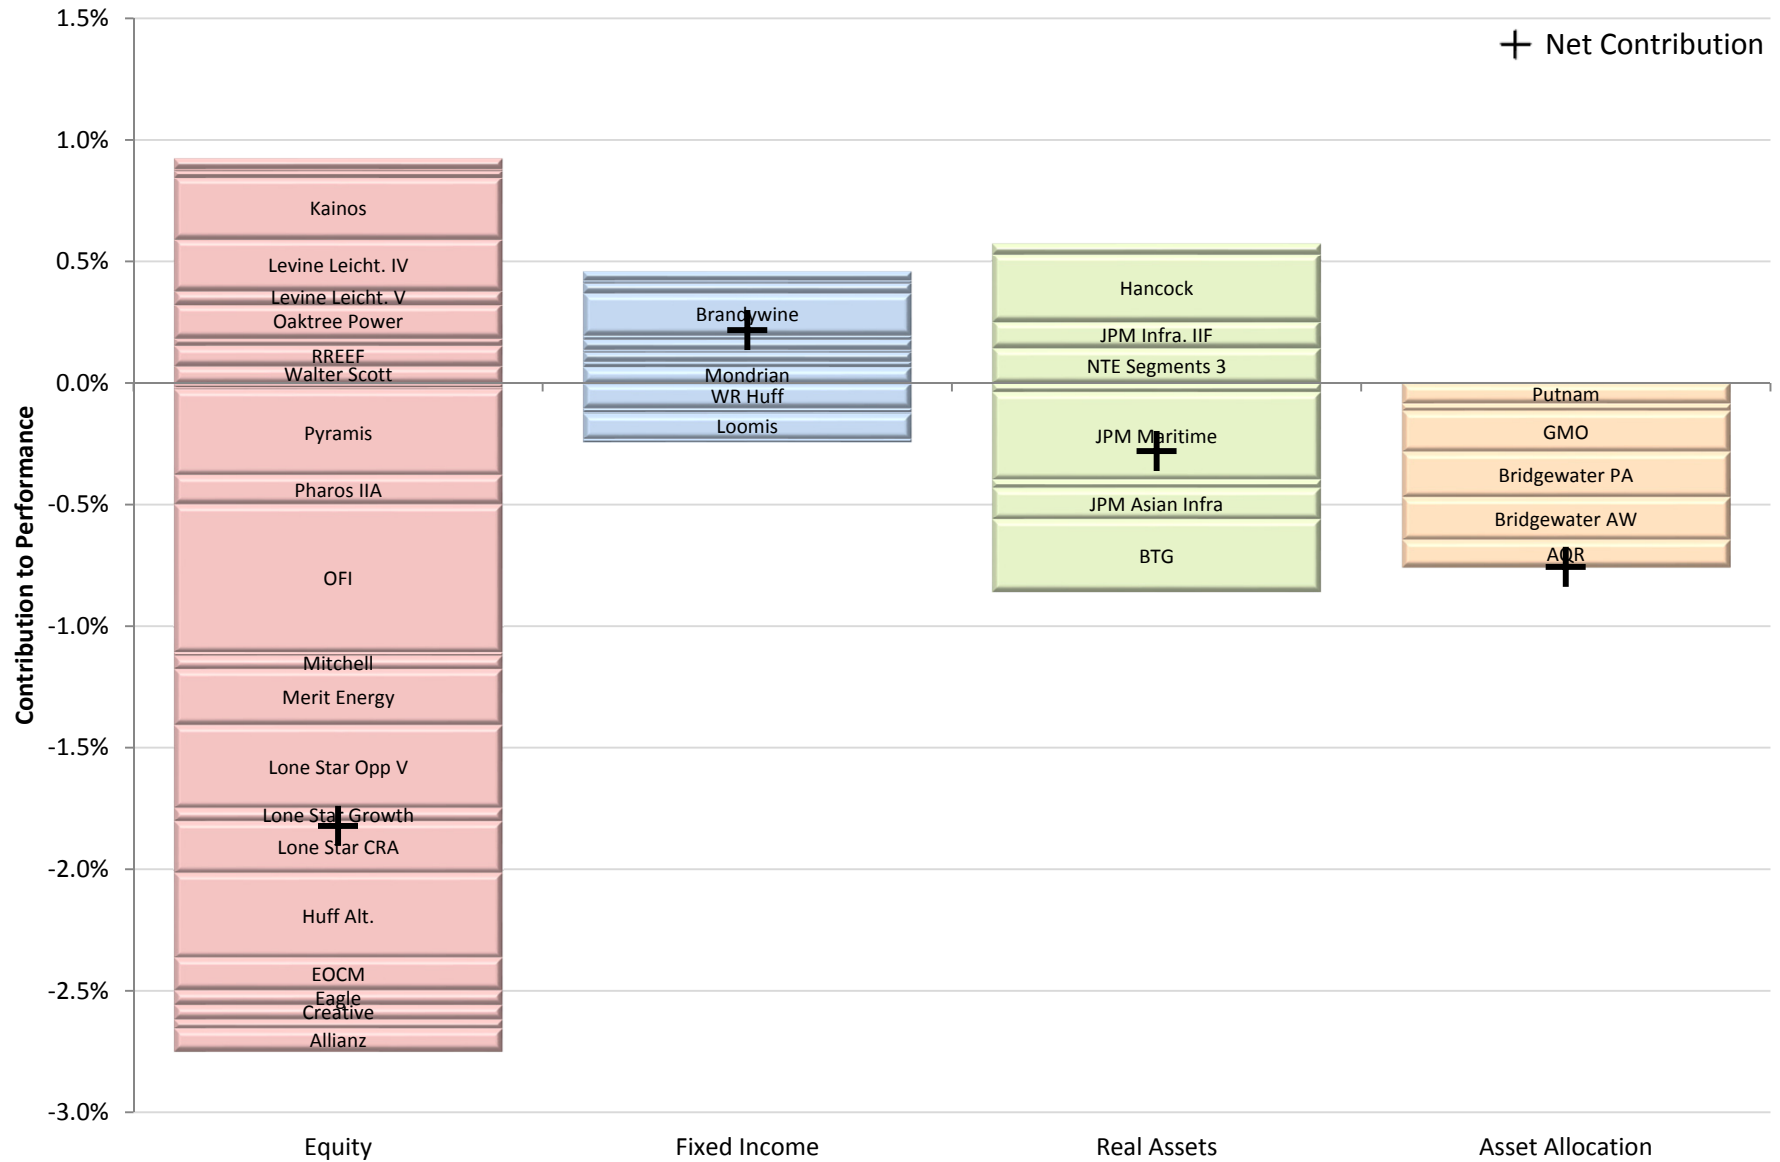 1.5%
Net Contribution
1.0%
0.5%
0.0%
-0.5%
-1.0%
-1.5%
-2.0%
-2.5%
-3.0%
Contribution to Performance
Kainos
Levine Leicht. IV
Levine Leicht. V
Oaktree Power
RREEF
Walter Scott
Pyramis
Pharos IIA
OFI
Mitchell
Merit Energy
Lone Star Opp V
Lone Star Growth
Lone Star CRA
Huff Alt.
EOCM
Eagle
Creative
Allianz
Brandywine
Mondrian
WR Huff
Loomis
Hancock
JPM Infra. IIF
NTE Segments 3
JPM Maritime
JPM Asian Infra
BTG
Putnam
GMO
Bridgewater PA
Bridgewater AW
AQR
Equity
Fixed Income
Real Assets
Asset Allocation